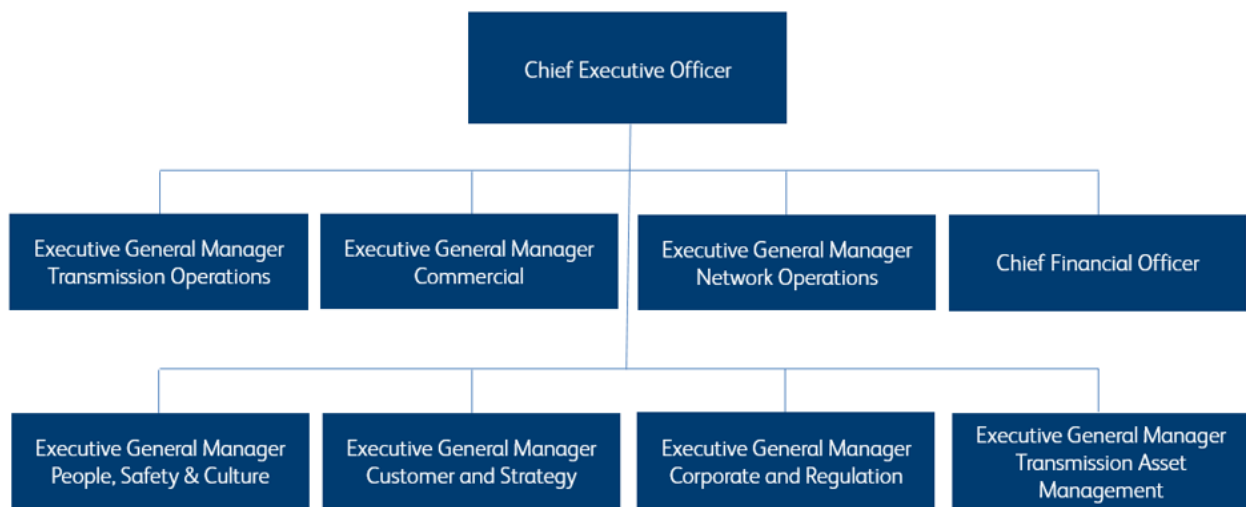 Chief Executive Officer
Executive General Manager
Transmission Operations
Executive General Manager
Commercial
Executive General Manager
Network Operations
Chief Financial Officer
Executive General Manager
People, Safety & Culture
Executive General Manager
Customer and Strategy
Executive General Manager
Corporate and Regulation
Executive General Manager
Transmission Asset
Management